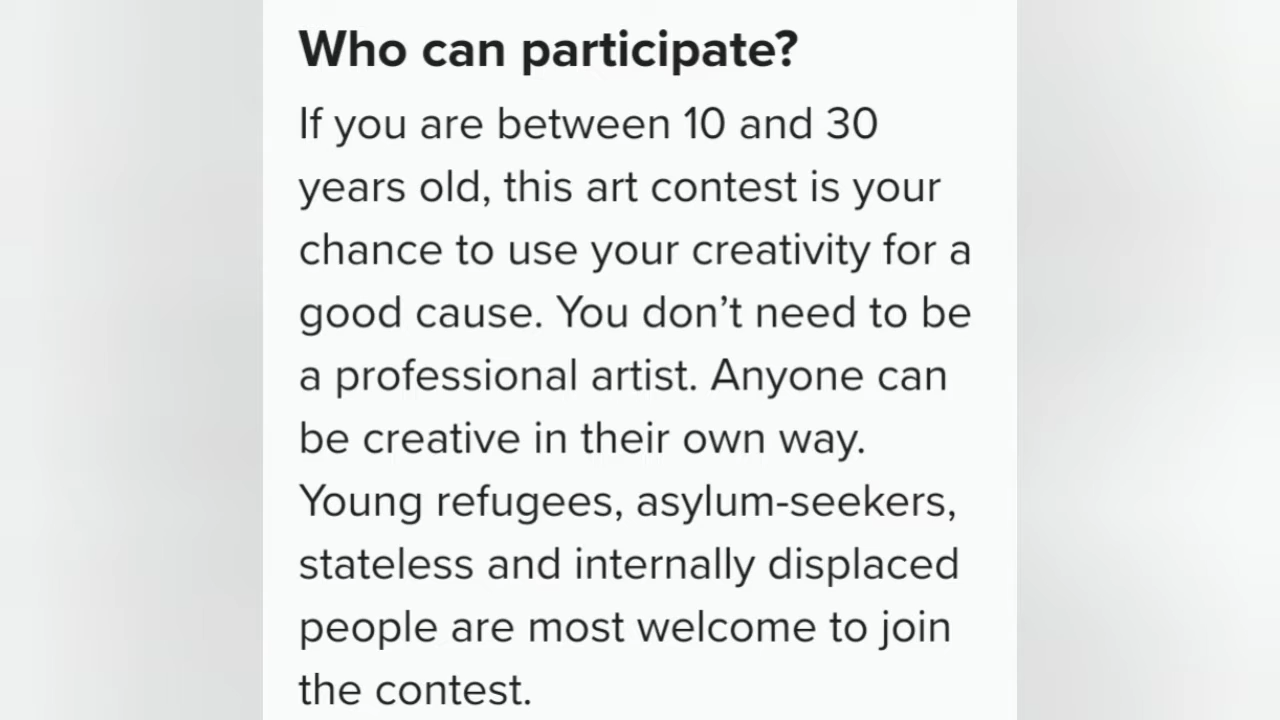 Who can participate?
If you are between 10 and 30
years old, this art contest is your
chance to use your creativity for a
good cause. You don’t need to be
a professional artist. Anyone can
be creative in their own way.
Young refugees, asylum-seekers,
stateless and internally displaced
people are most welcome to join
the contest.